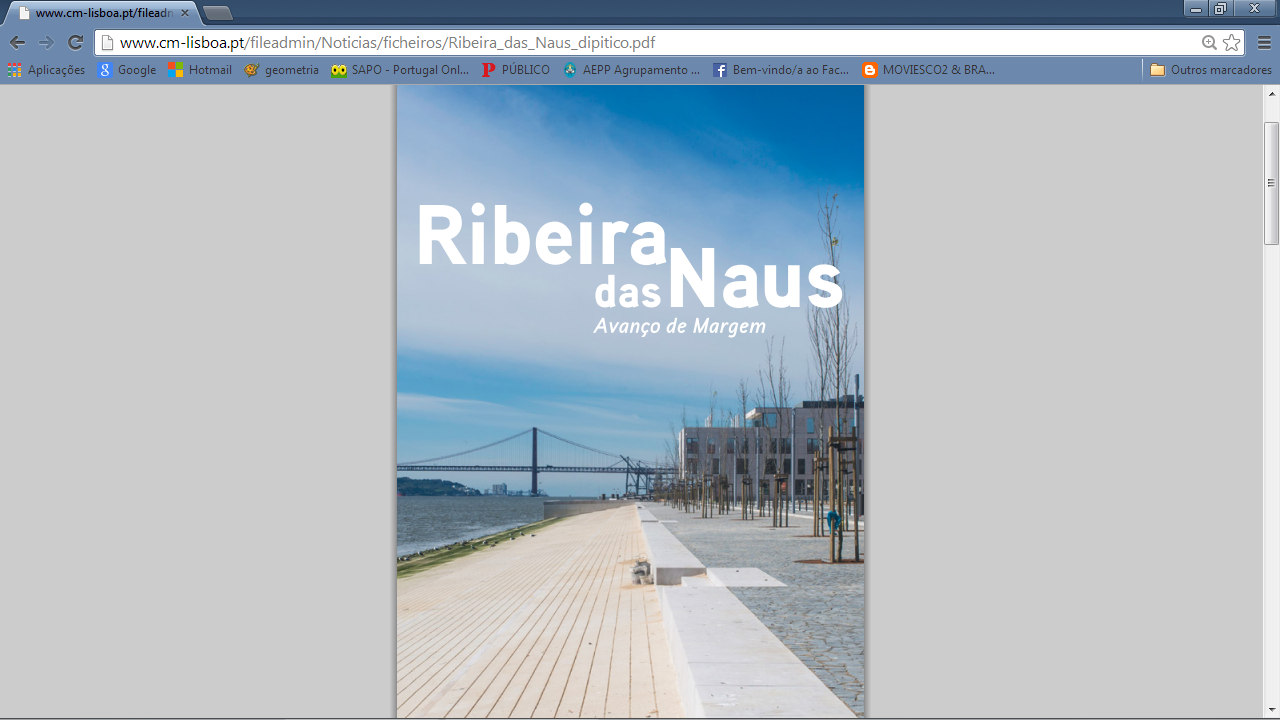 www.cm-lisboa.pt/fileadn
www.cm-lisboa.pt/fileadmin/Noticias/ficheiros/Ribeira_das_Naus_dipitico.pdf
Aplicações Google Hotmail geometria SAPO - Portugal Onl... PÚBLICO AEPP Agrupamento ... Bem-vindo/a ao Fac... MOVIESCO2 & BRA... Outros marcadores
Ribeira
das Naus
Avanço de Margem